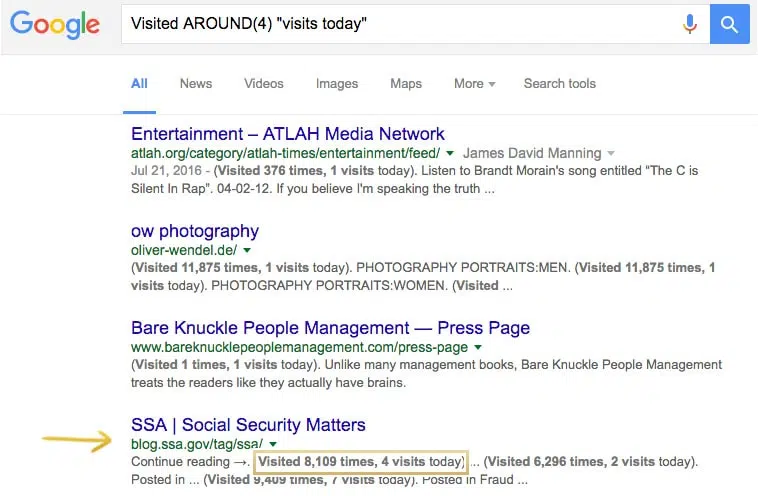 Google
Visited AROUND(4) "visits today"
All News Videos Images Maps More Search tools
Entertainment – ATLAH Media Network
atlah.org/category/atlah-times/entertainment/feed/ James David Manning
Jul 21, 2016 - (Visited 376 times, 1 visits today). Listen to Brandt Morain's song entitled "The C is
Silent In Rap". 04-02-12. If you believe I'm speaking the truth ...
ow photography
oliver-wendel.de/
(Visited 11,875 times, 1 visits today). PHOTOGRAPHY PORTRAITS:MEN. (Visited 11,875 times, 1
visits today). PHOTOGRAPHY PORTRAITS:WOMEN. (Visited ...
Bare Knuckle People Management — Press Page
www.bareknucklepeoplemanagement.com/press-page
(Visited 1 times, 1 visits today). Unlike many management books, Bare Knuckle People Management
treats the readers like they actually have brains.
SSA | Social Security Matters
blog.ssa.gov/tag/ssa/
Continue reading →. Visited 8,109 times, 4 visits today) ... (Visited 6,296 times, 2 visits today).
Posted in ... (Visited 9,409 times, 7 visits today). Posted in Fraud ...